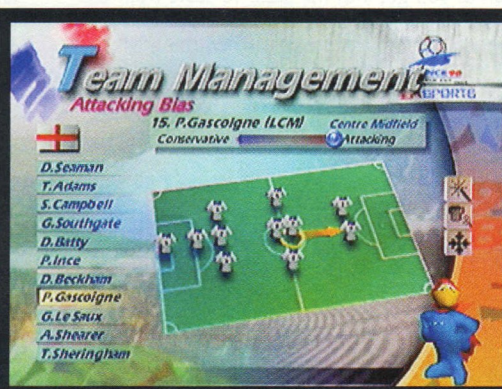 Team Management
Attacking Bias
15. P.Gascoigne (LCM) Centre Midfield
Conservative Attacking
D.Seaman
T.Adams
S.Campbell
G.Southgate
D.Batty
P.Ince
D.Beckham
P.Gascoigne
G.Le Saux
A.Shearer
T.Sheringham
SPORTS